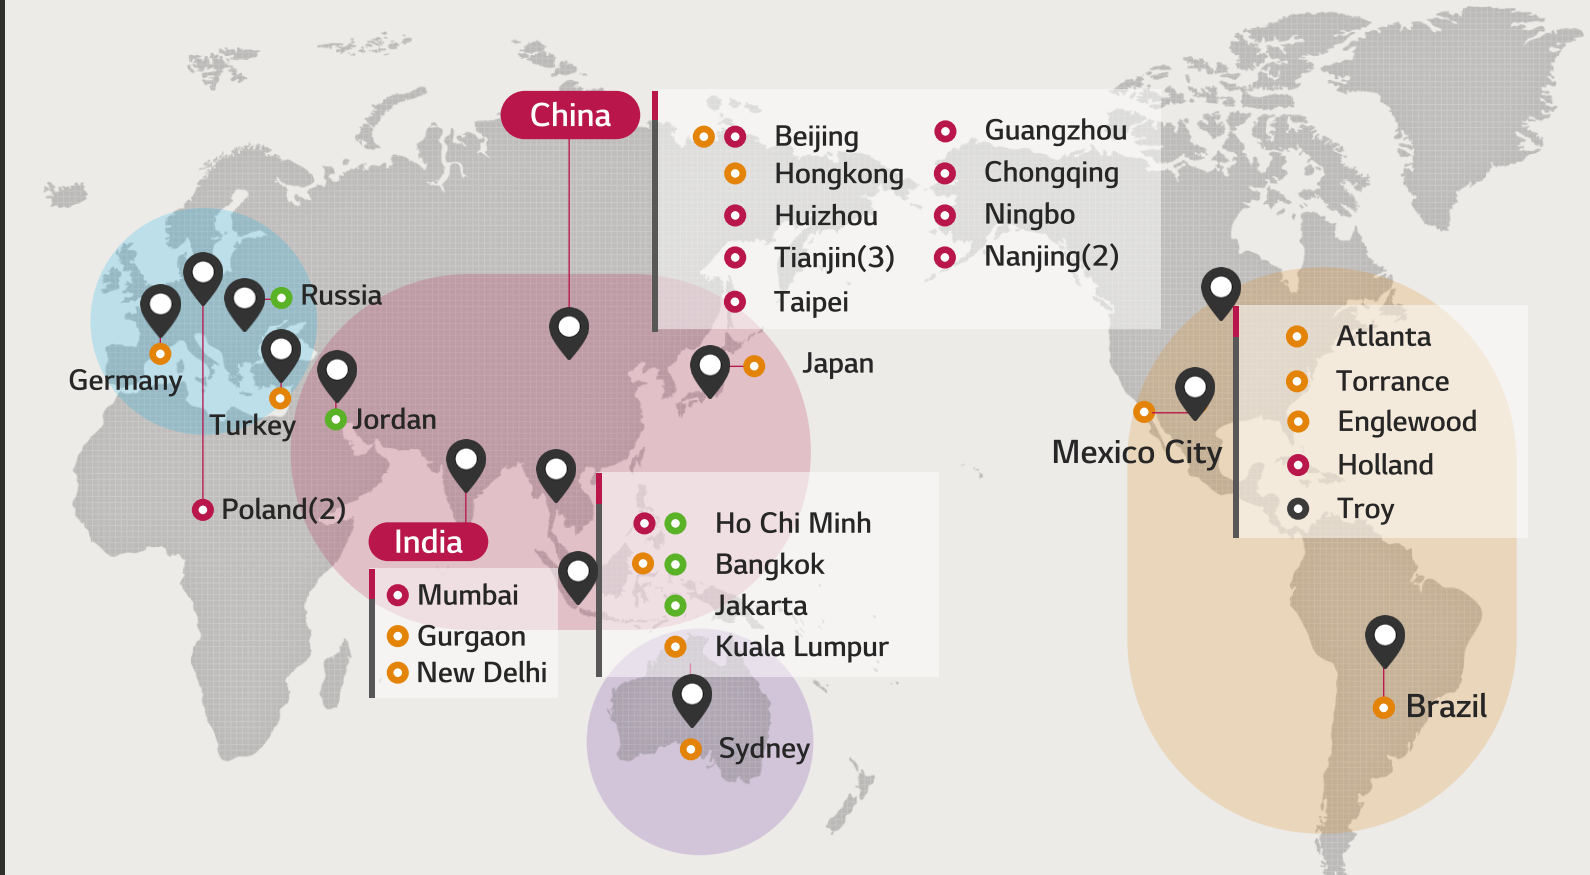 China
Beijing
Hongkong
Huizhou
Tianjin(3)
Taipei
Guangzhou
Chongqing
Ningbo
Nanjing(2)
Russia
Germany
Turkey
Jordan
Poland(2)
Japan
India
Mumbai
Gurgaon
New Delhi
Ho Chi Minh
Bangkok
Jakarta
Kuala Lumpur
Sydney
Mexico City
Atlanta
Torrance
Englewood
Holland
Troy
Brazil